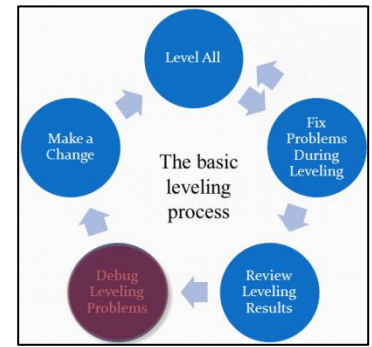 Level All
Fix
Problems
During
Leveling
Review
Leveling
Results
Debug
Leveling
Problems
Make a
Change
The basic
leveling
process